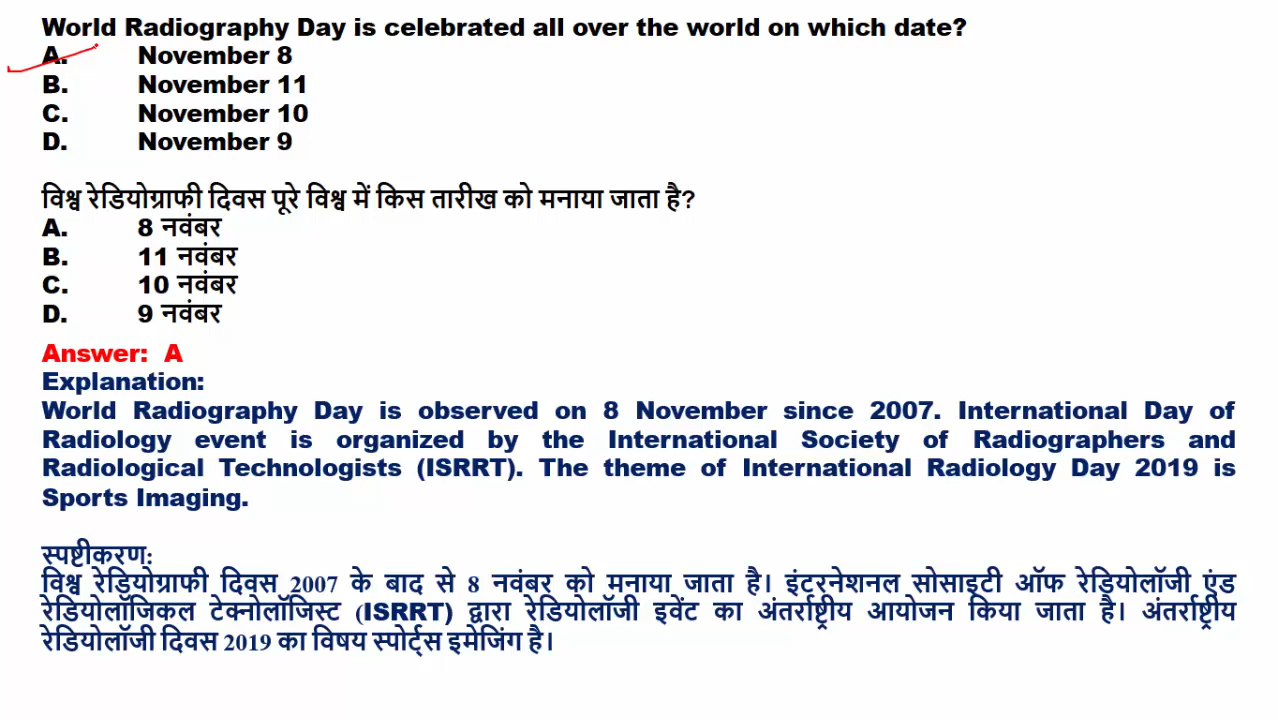 World Radiography Day is celebrated all over the world on which date?
A. November 8
B. November 11
C. November 10
D. November 9
विश्व रेडियोग्राफी दिवस पूरे विश्व में किस तारीख को मनाया जाता है?
A. 8 नवंबर
B. 11 नवंबर
C. 10 नवंबर
D. 9 नवंबर
Answer: A
Explanation:
World Radiography Day is observed on 8 November since 2007. International Day of
Radiology event is organized by the International Society of Radiographers and
Radiological Technologists (ISRRT). The theme of International Radiology Day 2019 is
Sports Imaging.
स्पष्टीकरण:
विश्व रेडियोग्राफी दिवस 2007 के बाद से 8 नवंबर को मनाया जाता है। इंटरनेशनल सोसाइटी ऑफ रेडियोलॉजी एंड
रेडियोलॉजिकल टेक्नोलॉजिस्ट (ISRRT) द्वारा रेडियोलॉजी इवेंट का अंतर्राष्ट्रीय आयोजन किया जाता है। अंतर्राष्ट्रीय
रेडियोलॉजी दिवस 2019 का विषय स्पोर्ट्स इमेजिंग है।